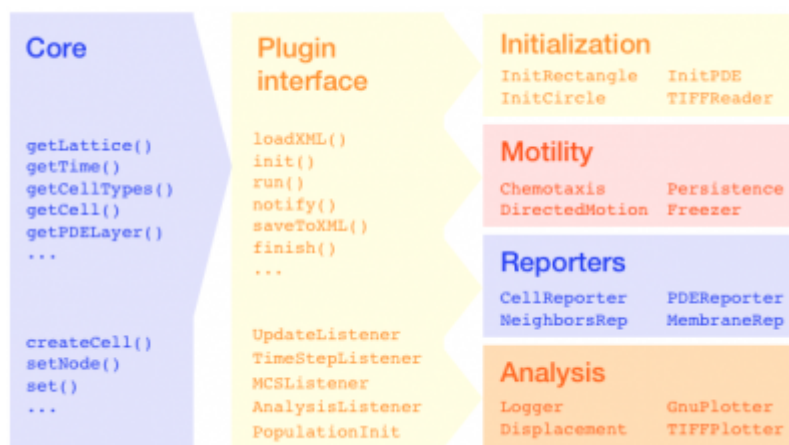 Core
getLattice()
getTime()
getCellTypes()
getCell()
getPDELayer()
...
createCell()
setNode()
set()
...
Plugin
interface
loadXML()
init()
run()
notify()
saveToXML()
finish()
...
UpdateListener
TimeStepListener
MCSListener
AnalysisListener
PopulationInit
Initialization
InitRectangle InitPDE
InitCircle TIFFReader
Motility
Chemotaxis Persistence
DirectedMotion Freezer
Reporters
CellReporter PDEReporter
NeighborsRep MembraneRep
Analysis
Logger GnuPlotter
Displacement TIFFPlotter